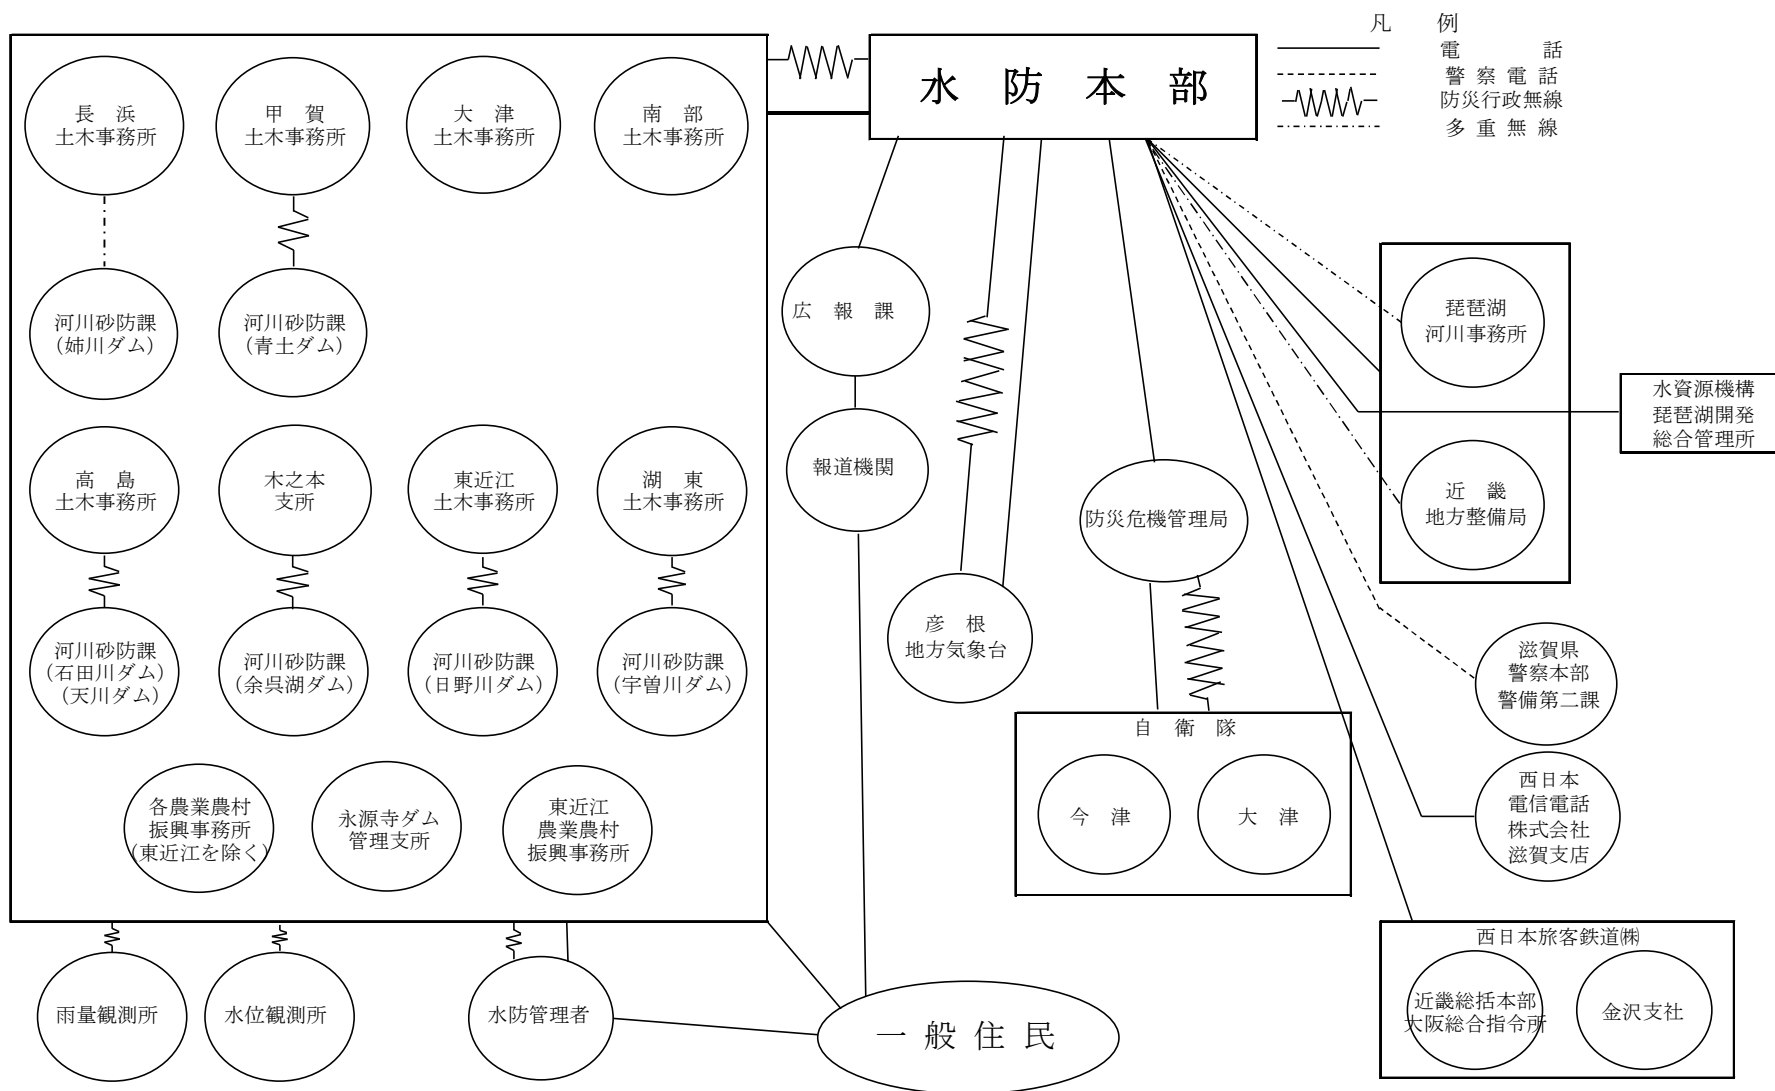 凡　例
電　話
警察電話
防災行政無線
多重無線
水防本部
長浜
土木事務所
甲賀
土木事務所
大津
土木事務所
南部
土木事務所
河川砂防課
(姉川ダム)
河川砂防課
(青土ダム)
広報課
琵琶湖
河川事務所
水資源機構
琵琶湖開発
総合管理所
報道機関
高島
土木事務所
木之本
支所
東近江
土木事務所
湖東
土木事務所
近畿
地方整備局
防災危機管理局
彦根
地方気象台
河川砂防課
(石田川ダム)
(天川ダム)
河川砂防課
(余呉湖ダム)
河川砂防課
(日野川ダム)
河川砂防課
(宇曽川ダム)
滋賀県
警察本部
警備第二課
自衛隊
今津
大津
西日本
電信電話
株式会社
滋賀支店
各農業農村
振興事務所
(東近江を除く)
永源寺ダム
管理支所
東近江
農業農村
振興事務所
西日本旅客鉄道㈱
近畿総括本部
大阪総合指令所
金沢支社
雨量観測所
水位観測所
水防管理者
一般住民